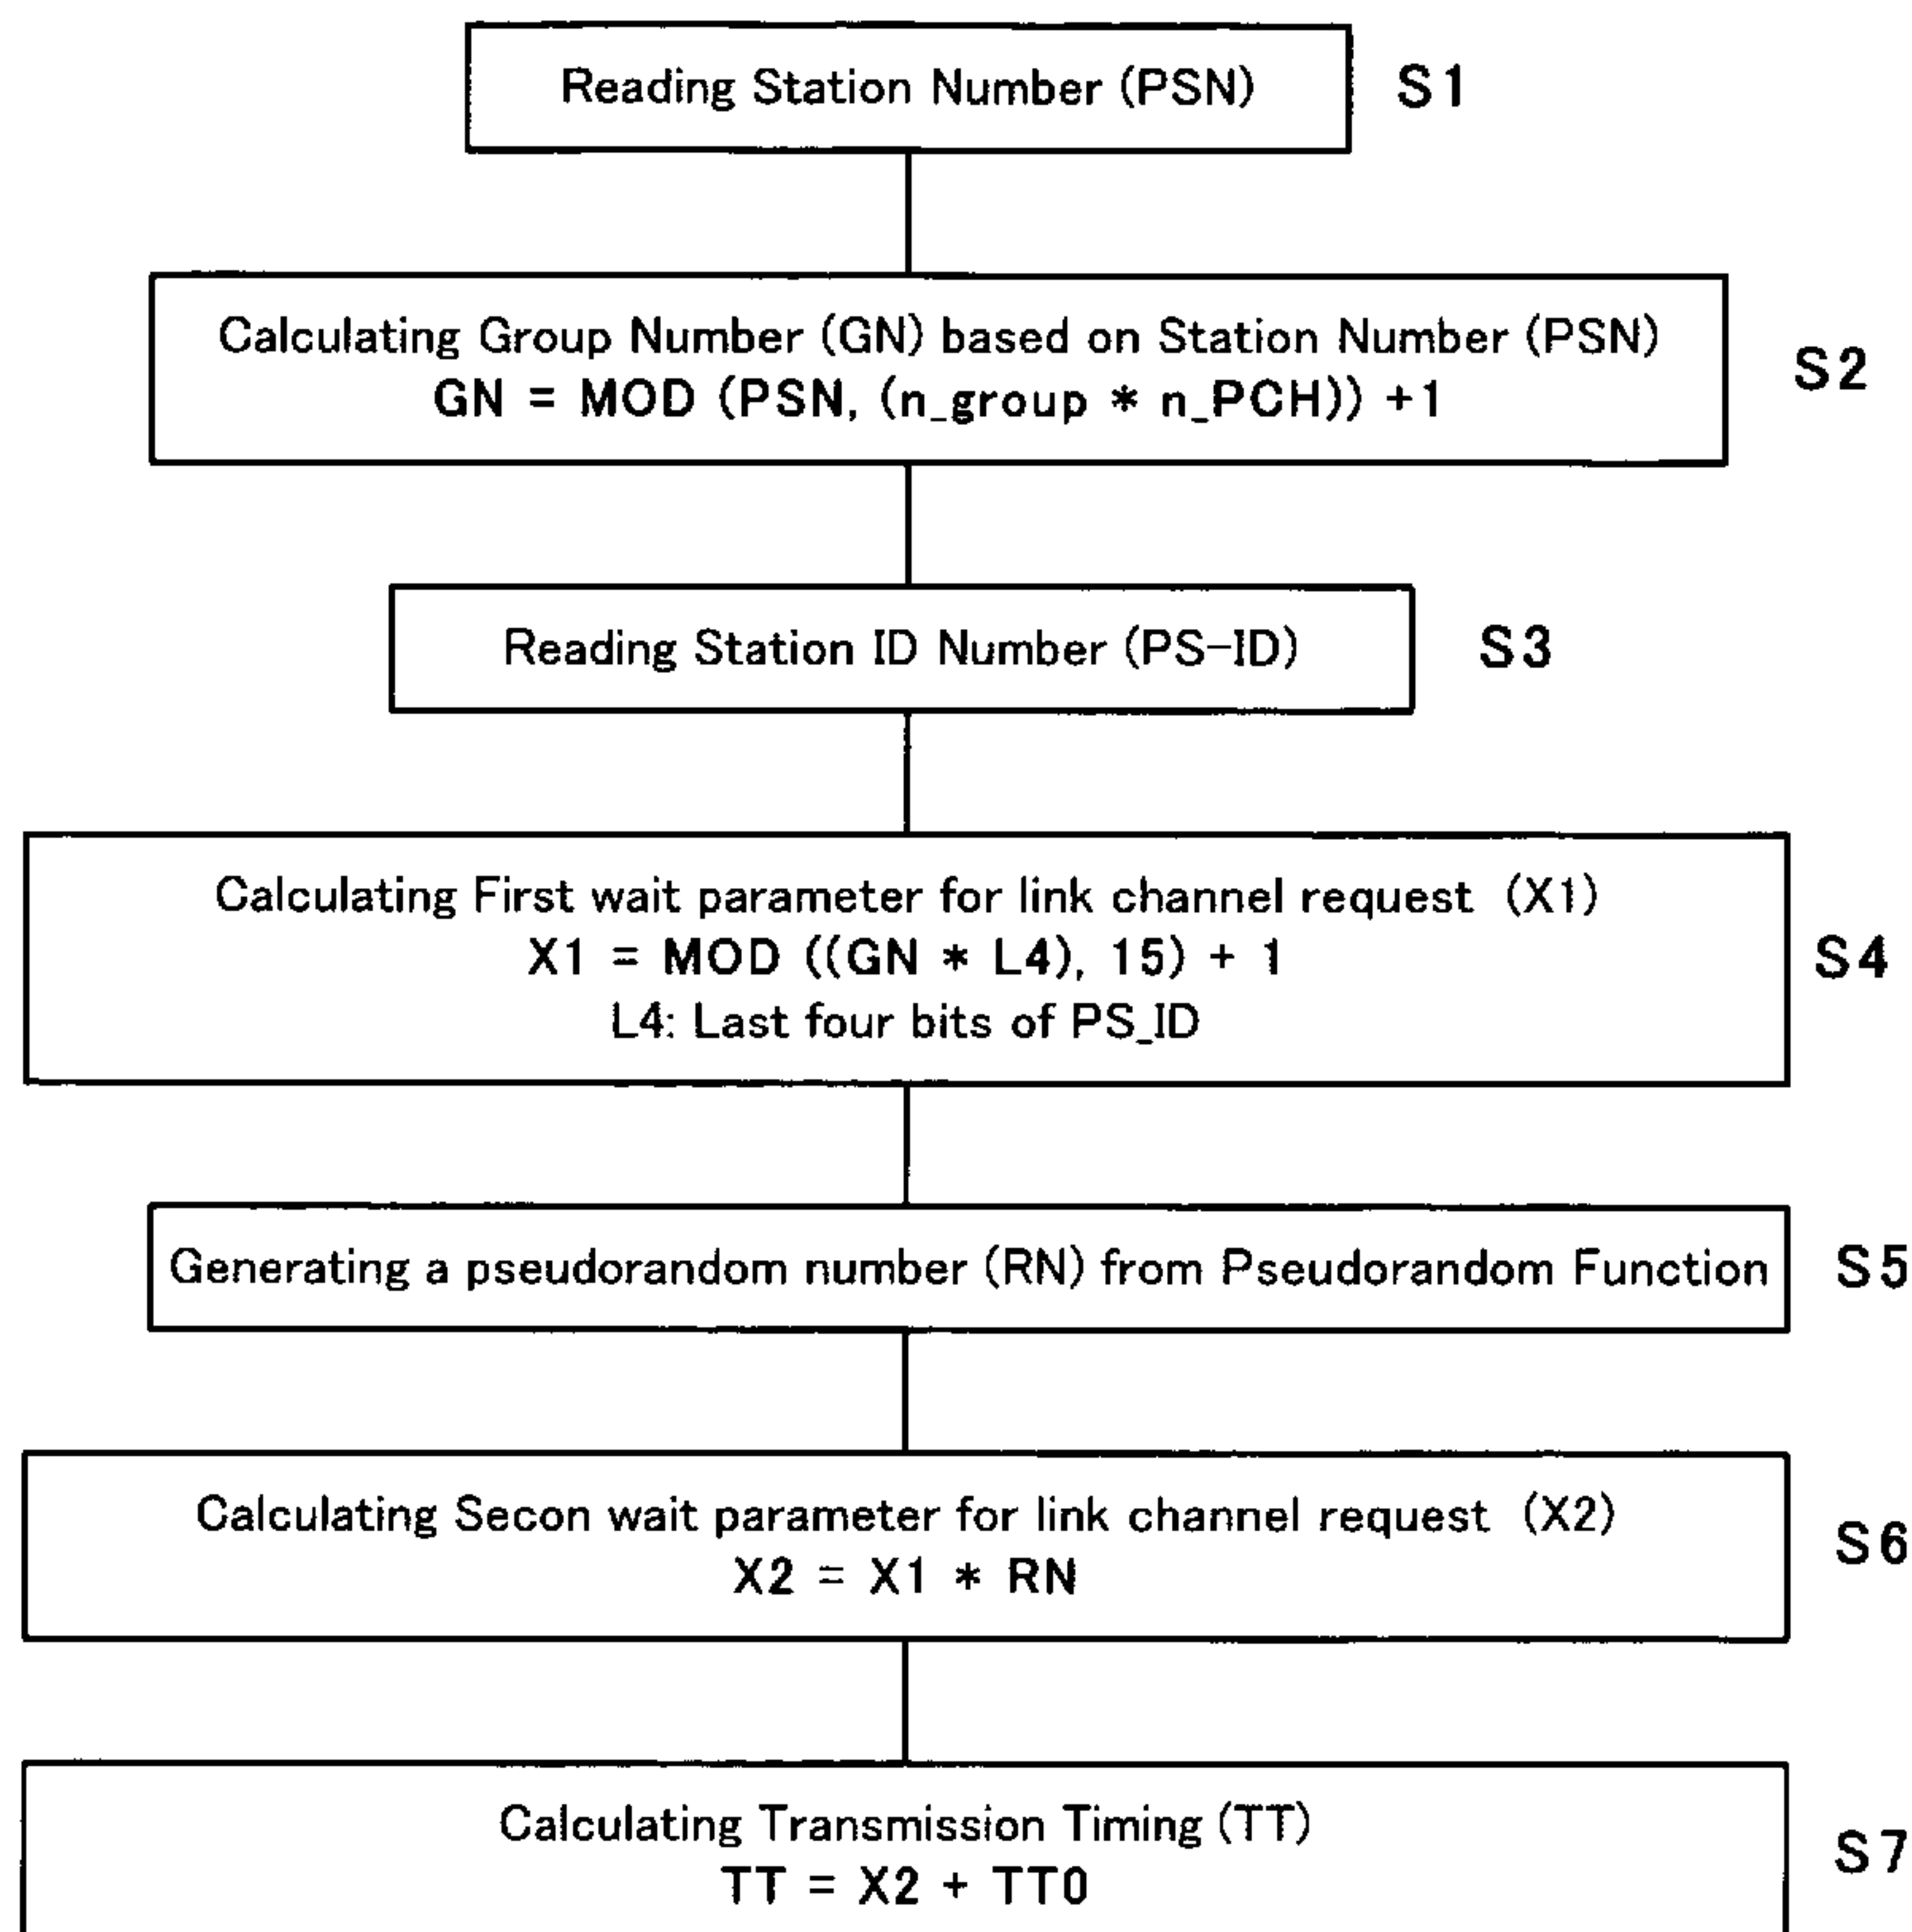 Reading Station Number (PSN)
S1
Calculating Group Number (GN) based on Station Number (PSN)
GN = MOD (PSN, (n_group * n_PCH)) +1
S2
Reading Station ID Number (PS-ID)
S3
Calculating First wait parameter for link channel request (X1)
X1 = MOD ((GN * L4), 15) + 1
L4: Last four bits of PS_ID
S4
Generating a pseudorandom number (RN) from Pseudorandom Function
S5
Calculating Secon wait parameter for link channel request (X2)
X2 = X1 * RN
S6
Calculating Transmission Timing (TT)
TT = X2 + TT0
S7